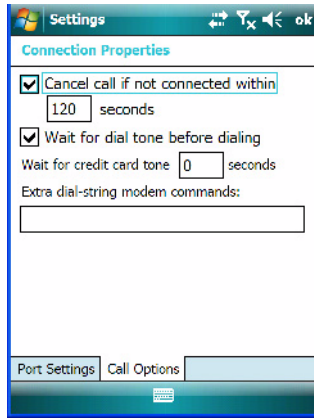 Settings ok
Connection Properties
Cancel call if not connected within
120 seconds
Wait for dial tone before dialing
Wait for credit card tone 0 seconds
Extra dial-string modem commands:
Port Settings Call Options